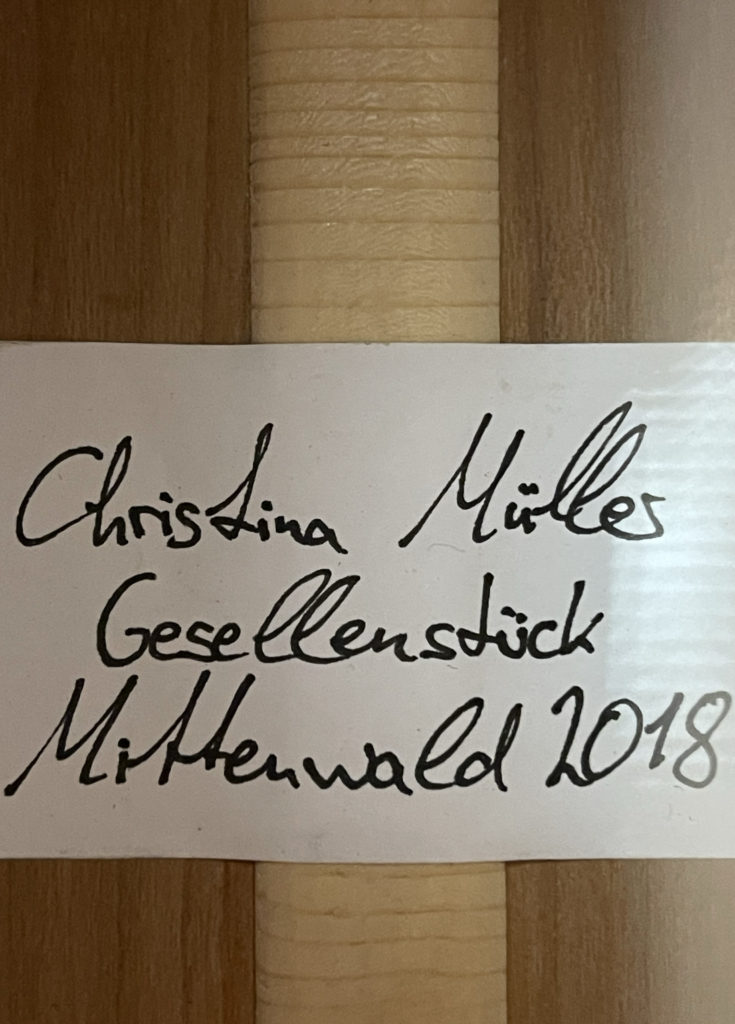 Christina Müller
Gesellenstück
Mittenwald 2018